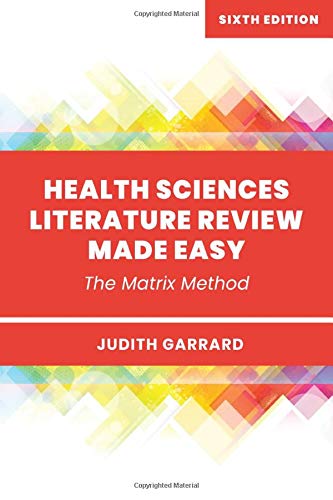 Copyrighted Material
SIXTH EDITION
HEALTH SCIENCES
LITERATURE REVIEW
MADE EASY
The Matrix Method
JUDITH GARRARD
Copyrighted Material